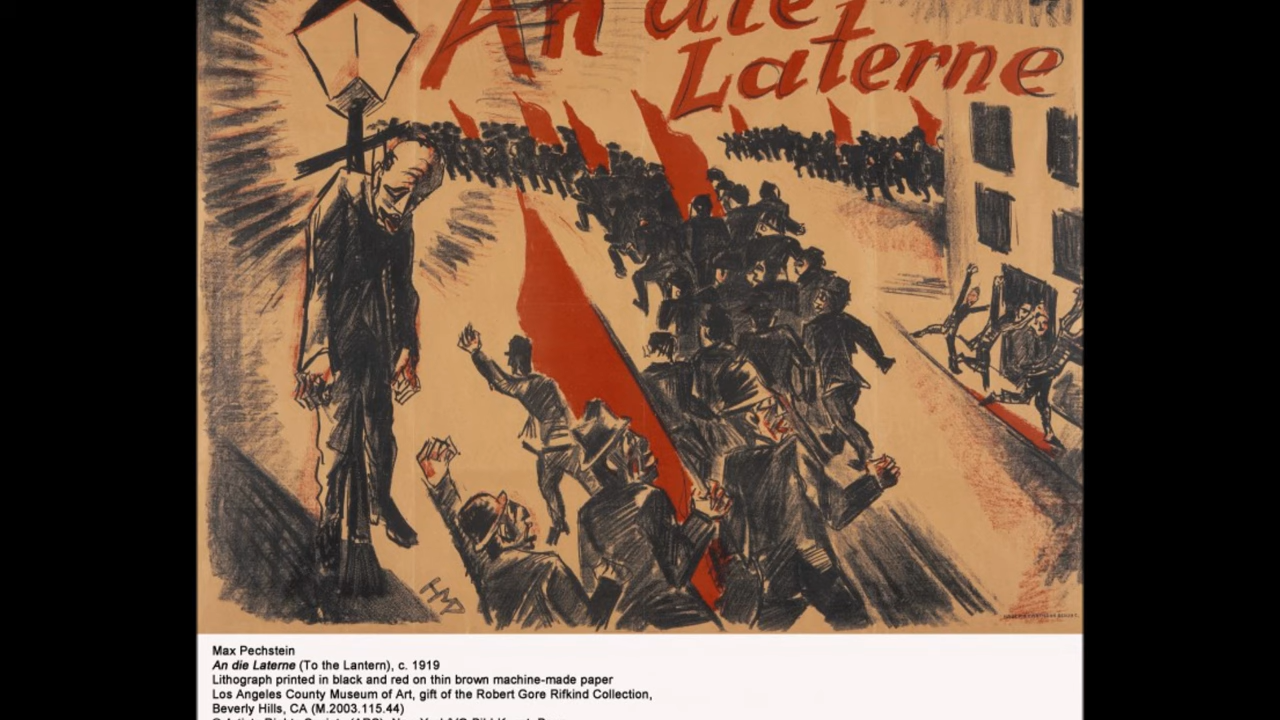 An die
Laterne
HMP
Max Pechstein
An die Laterne (To the Lantern), c. 1919
Lithograph printed in black and red on thin brown machine-made paper
Los Angeles County Museum of Art, gift of the Robert Gore Rifkind Collection,
Beverly Hills, CA (M.2003.115.44)